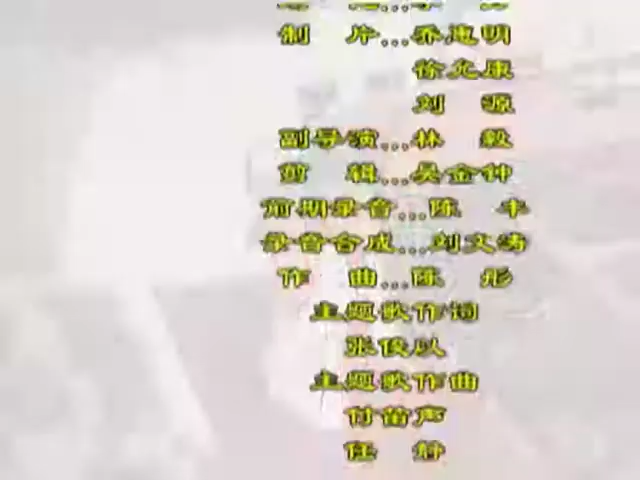 制 片...乔惠明
徐允康
刘 源
副导演...林 毅
剪 辑...吴金钟
前期录音...陈 丰
录音合成...刘文涛
作 曲...陈 彤
主题歌作词
张俊以
主题歌作曲
付笛声
任 静